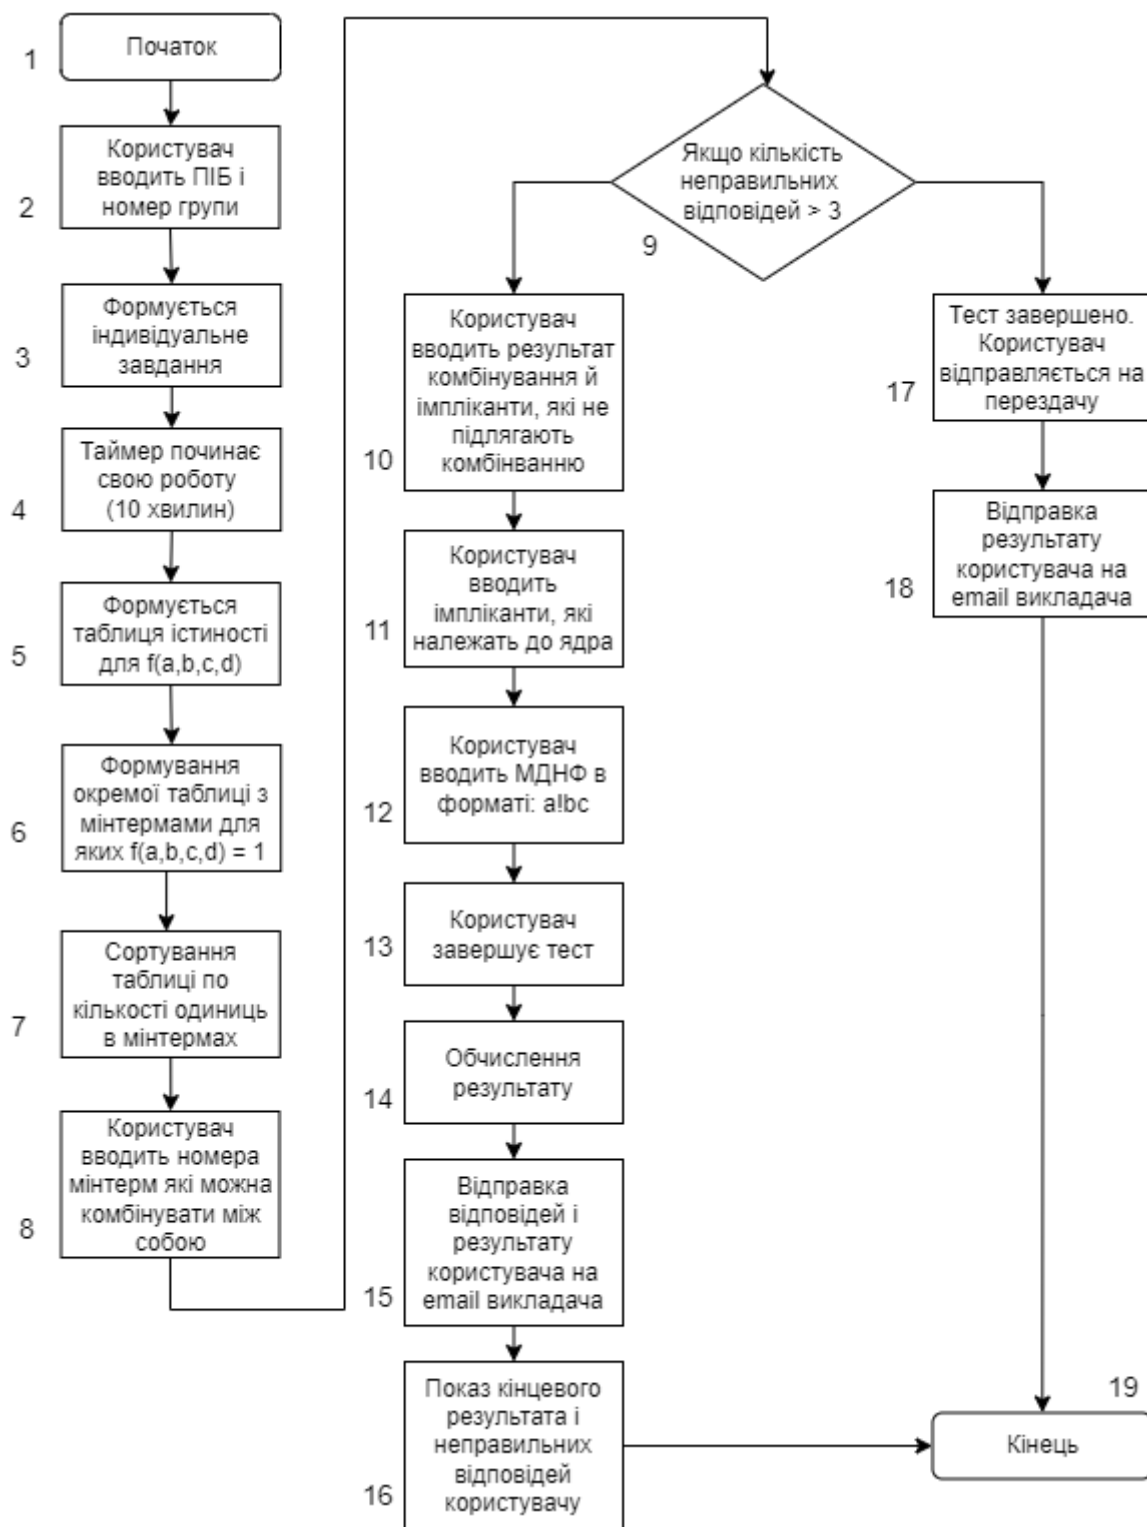 1
Початок
2
Користувач
вводить ПІБ і
номер групи
3
Формується
індивідуальне
завдання
4
Таймер починає
свою роботу
(10 хвилин)
5
Формується
таблиця істиності
для f(a,b,c,d)
6
Формування
окремої таблиці з
мінтермами для
яких f(a,b,c,d) = 1
7
Сортування
таблиці по
кількості одиниць
в мінтермах
8
Користувач
вводить номера
мінтерм які можна
комбінувати між
собою
9
Якщо кількість
неправильних
відповідей > 3
10
Користувач
вводить результат
комбінування й
імпліканти, які не
підлягають
комбінванню
11
Користувач
вводить
імпліканти, які
належать до ядра
12
Користувач
вводить МДНФ в
форматі: a!bc
13
Користувач
завершує тест
14
Обчислення
результату
15
Відправка
відповідей і
результату
користувача на
email викладача
16
Показ кінцевого
результата і
неправильних
відповідей
користувачу
17
Тест завершено.
Користувач
відправляється на
перездачу
18
Відправка
результату
користувача на
email викладача
19
Кінець